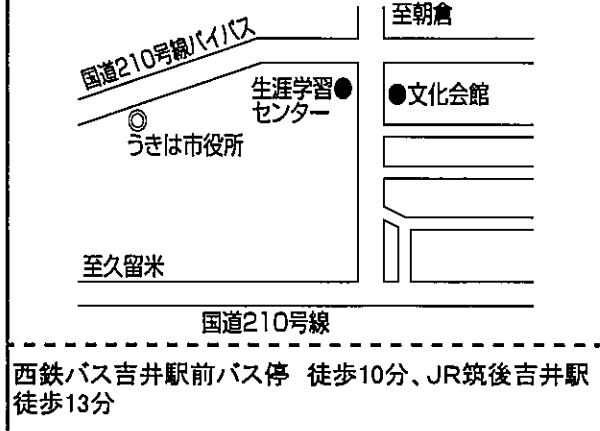 至朝倉
国道210号線バイパス
生涯学習
センター
文化会館
うきは市役所
至久留米
国道210号線
西鉄バス吉井駅前バス停 徒歩10分、JR筑後吉井駅
徒歩13分